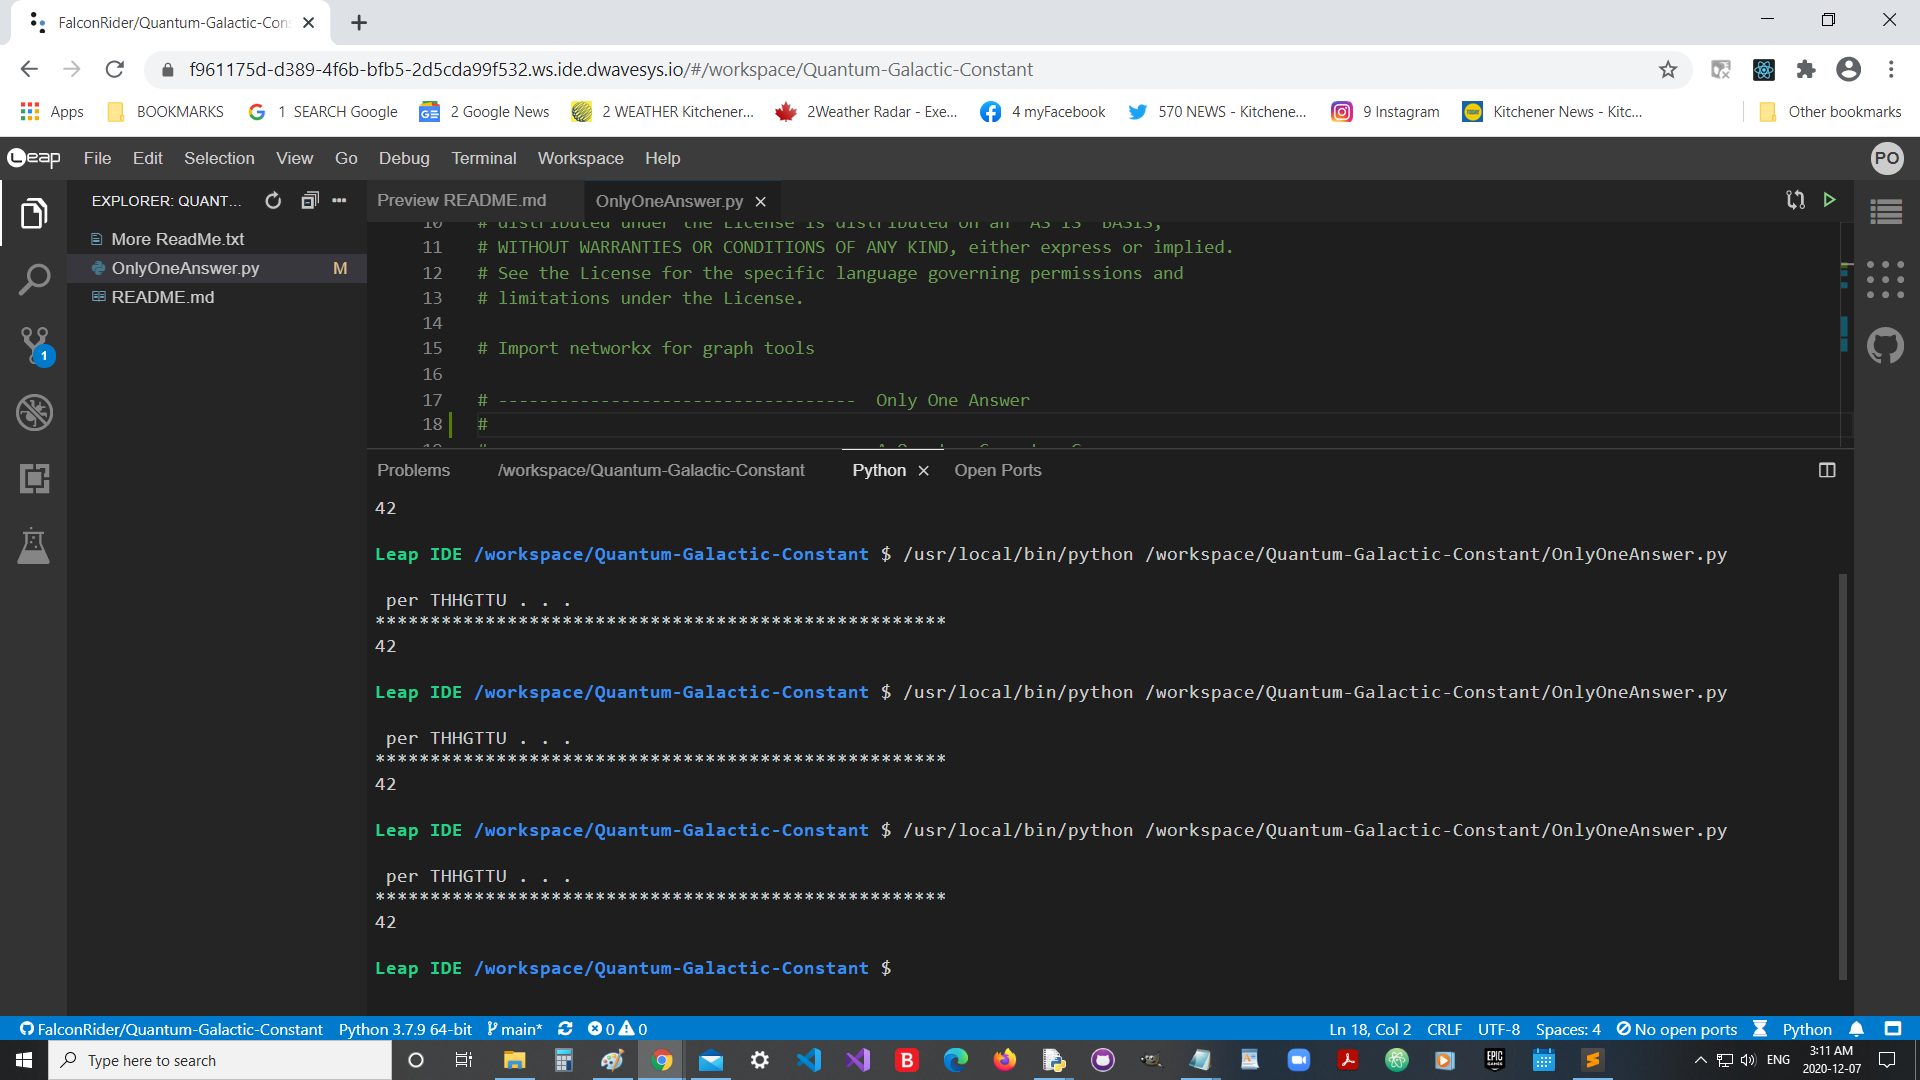 FalconRider/Quantum-Galactic-Con
f961175d-d389-4f6b-bfb5-2d5cda99f532.ws.ide.dwavesys.io/#/workspace/Quantum-Galactic-Constant
Apps BOOKMARKS 1 SEARCH Google 2 Google News 2 WEATHER Kitchener... 2Weather Radar - Exe... 4 myFacebook 570 NEWS - Kitchene... 9 Instagram Kitchener News - Kitc... Other bookmarks
Leap File Edit Selection View Go Debug Terminal Workspace Help PO
EXPLORER: QUANT...
More ReadMe.txt
OnlyOneAnswer.py M
README.md
1
Preview README.md OnlyOneAnswer.py
10 # distributed under the License is distributed on an "AS IS" BASIS,
11 # WITHOUT WARRANTIES OR CONDITIONS OF ANY KIND, either express or implied.
12 # See the License for the specific language governing permissions and
13 # limitations under the License.
14
15 # Import networkx for graph tools
16
17 # ----------------------------------- Only One Answer
18 #
Problems /workspace/Quantum-Galactic-Constant Python Open Ports
42
Leap IDE /workspace/Quantum-Galactic-Constant $ /usr/local/bin/python /workspace/Quantum-Galactic-Constant/OnlyOneAnswer.py
per THHGTTU . . .
****************************************************
42
Leap IDE /workspace/Quantum-Galactic-Constant $ /usr/local/bin/python /workspace/Quantum-Galactic-Constant/OnlyOneAnswer.py
per THHGTTU . . .
****************************************************
42
Leap IDE /workspace/Quantum-Galactic-Constant $ /usr/local/bin/python /workspace/Quantum-Galactic-Constant/OnlyOneAnswer.py
per THHGTTU . . .
****************************************************
42
Leap IDE /workspace/Quantum-Galactic-Constant $
FalconRider/Quantum-Galactic-Constant Python 3.7.9 64-bit main* 0 0 Ln 18, Col 2 CRLF UTF-8 Spaces: 4 No open ports Python
Type here to search ENG 3:11 AM
2020-12-07